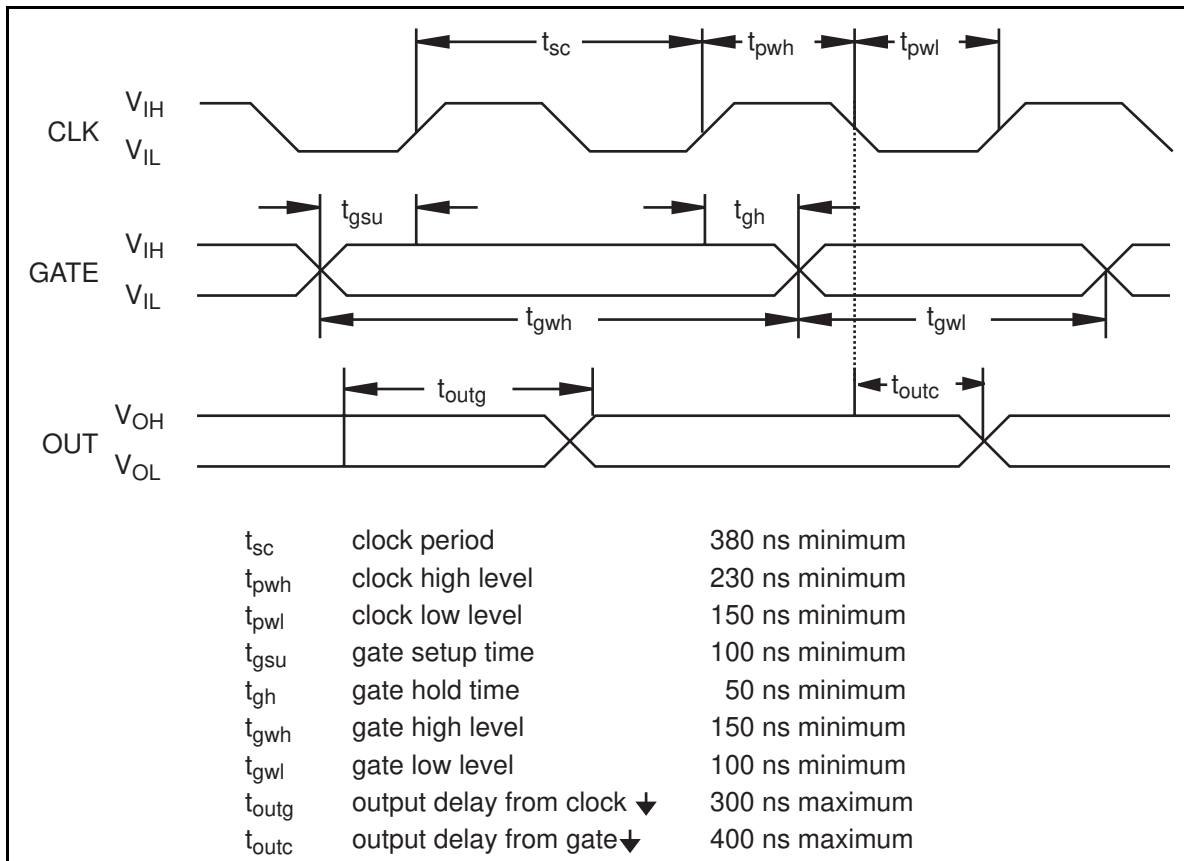 t_sc t_pwh t_pwl
V_IH
CLK
V_IL
t_gsu t_gh
V_IH
GATE
V_IL
t_gwh t_gwl
t_outg t_outc
V_OH
OUT
V_OL
t_sc clock period 380 ns minimum
t_pwh clock high level 230 ns minimum
t_pwl clock low level 150 ns minimum
t_gsu gate setup time 100 ns minimum
t_gh gate hold time 50 ns minimum
t_gwh gate high level 150 ns minimum
t_gwl gate low level 100 ns minimum
t_outg output delay from clock ↓ 300 ns maximum
t_outc output delay from gate↓ 400 ns maximum